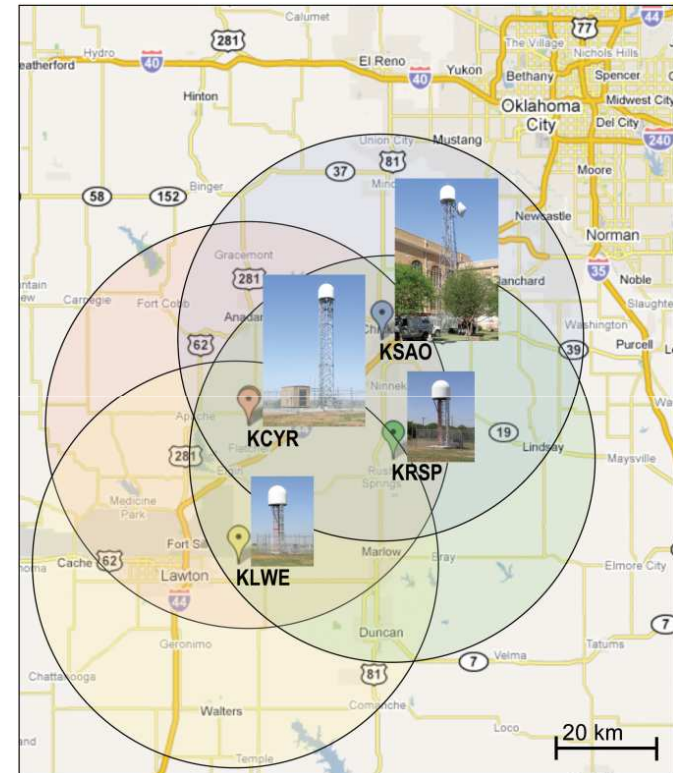 Calumet
44
77
The Village
Hydro
281
Nichols Hills
eatherford
40
El Reno
Yukon
Bethany
Spencer
40
Hinton
Oklahoma
City
Midwest City
Del City
240
Union City
Mustang
81
Moore
37
58
152
Binger
Newcastle
Norman
Gracemont
35
281
Blanchard
Noble
Carnegie
Fort Cobb
Slaughter
Washington
KSAO
62
Purcell
39
Ninnek
Apache
KCYR
19
Lindsay
281
Fletcher
KRSP
Maysville
Elgin
Rush
Springs
Medicine
Park
Fort Sill
Marlow
Bray
Cache
62
KLWE
Elmore City
Lawton
44
Duncan
7
Geronimo
7
Velma
Tatums
Chattanooga
81
Walters
Comanche
Loco
20 km
Temple